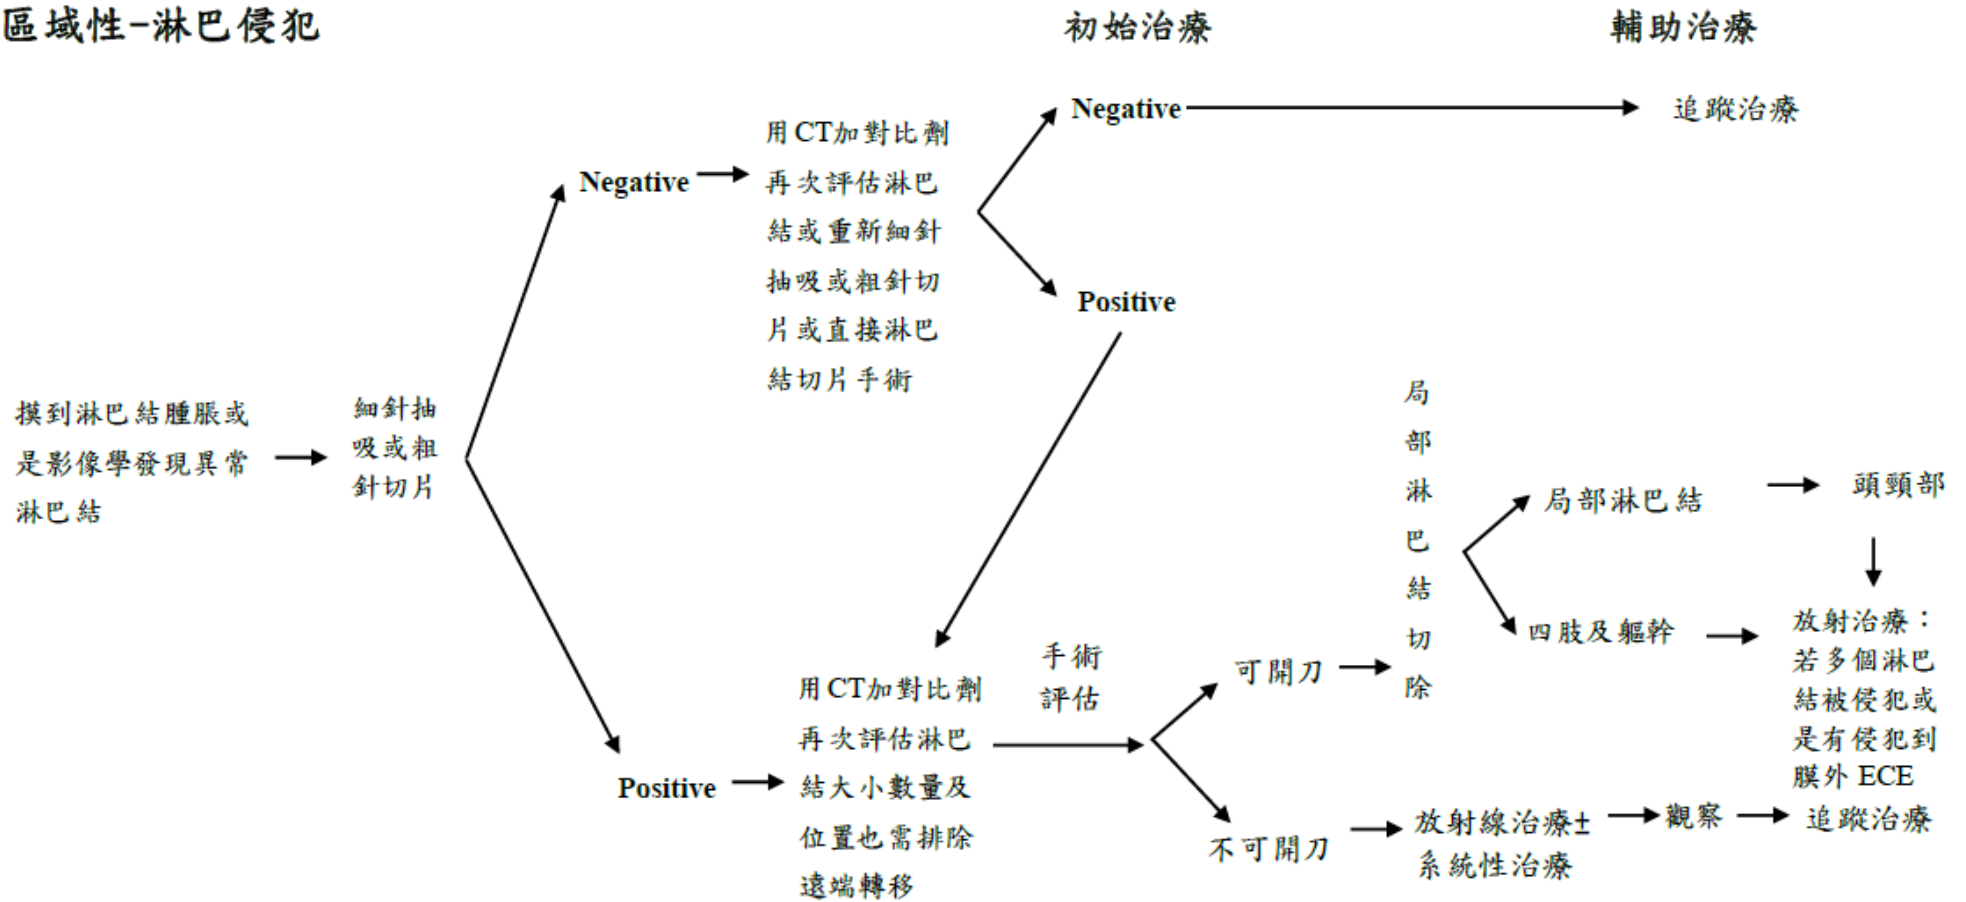 區域性-淋巴侵犯
初始治療
輔助治療
摸到淋巴結腫脹或
是影像學發現異常
淋巴結
細針抽
吸或粗
針切片
Negative
用CT加對比劑
再次評估淋巴
結或重新細針
抽吸或粗針切
片或直接淋巴
結切片手術
Negative
追蹤治療
Positive
Positive
用CT加對比劑
再次評估淋巴
結大小數量及
位置也需排除
遠端轉移
手術
評估
可開刀
局
部
淋
巴
結
切
除
局部淋巴結
頭頸部
四肢及軀幹
放射治療：
若多個淋巴
結被侵犯或
是有侵犯到
膜外 ECE
不可開刀
放射線治療±
系統性治療
觀察
追蹤治療